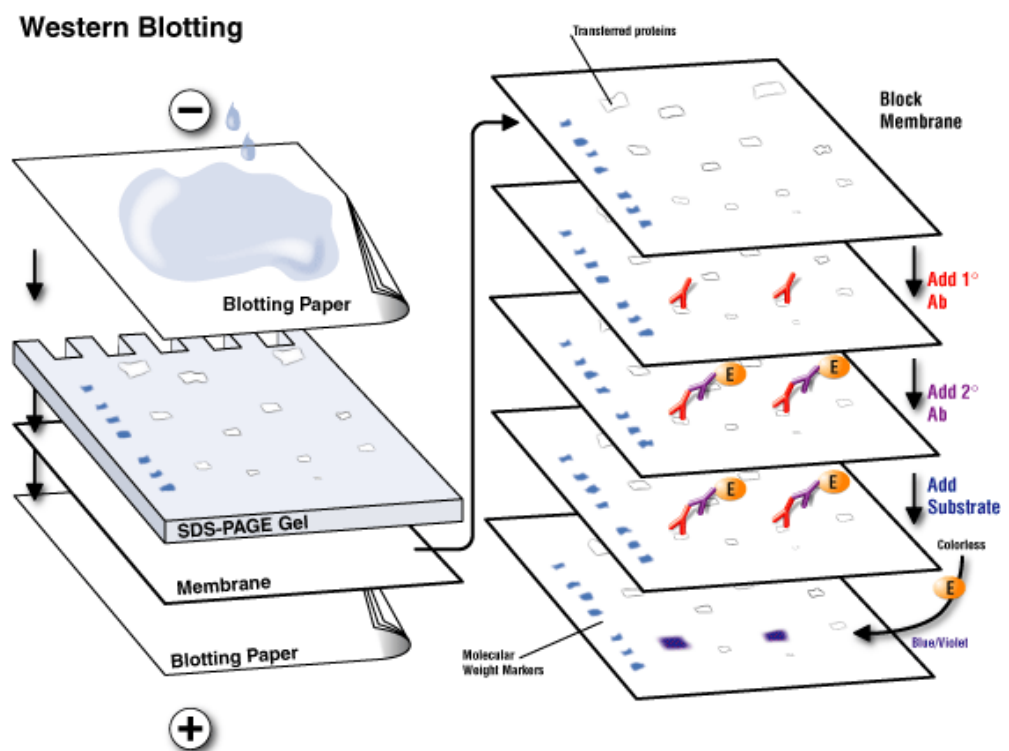 Western Blotting
−
Blotting Paper
SDS-PAGE Gel
Membrane
Blotting Paper
+
Transferred proteins
Block
Membrane
Add 1°
Ab
E
E
Add 2°
Ab
E
E
Add
Substrate
Colorless
E
Blue/Violet
Molecular
Weight Markers